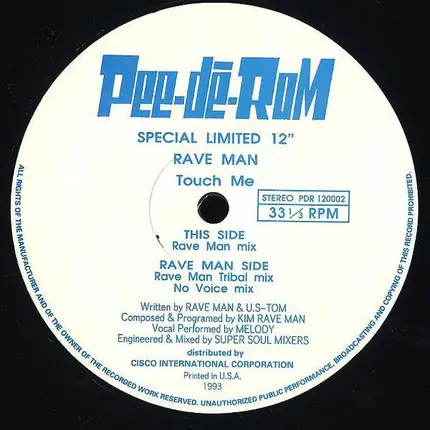 Pee-dē-RoM
SPECIAL LIMITED 12"
RAVE MAN
Touch Me
STEREO PDR 120002
33 1/3 RPM
THIS SIDE
Rave Man mix
RAVE MAN SIDE
Rave Man Tribal mix
No Voice mix
Written by RAVE MAN & U.S-TOM
Composed & Programed by KIM RAVE MAN
Vocal Performed by MELODY
Engineered & Mixed by SUPER SOUL MIXERS
distributed by
CISCO INTERNATIONAL CORPORATION
Printed in U.S.A.
1993
ALL RIGHTS OF THE MANUFACTURER AND OF THE OWNER OF THE RECORDED WORK RESERVED. UNAUTHORIZED PUBLIC PERFORMANCE, BROADCASTING AND COPYING OF THIS RECORD PROHIBITED.